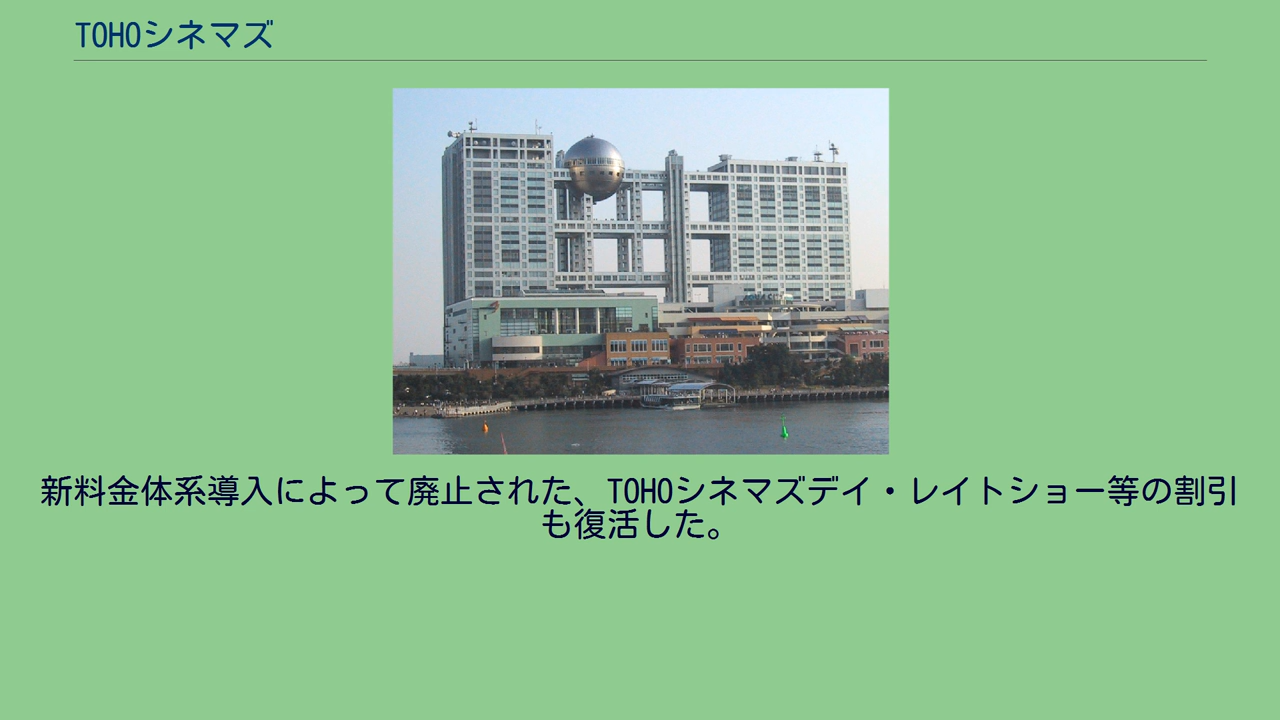 TOHOシネマズ
新料金体系導入によって廃止された、TOHOシネマズデイ・レイトショー等の割引
も復活した。